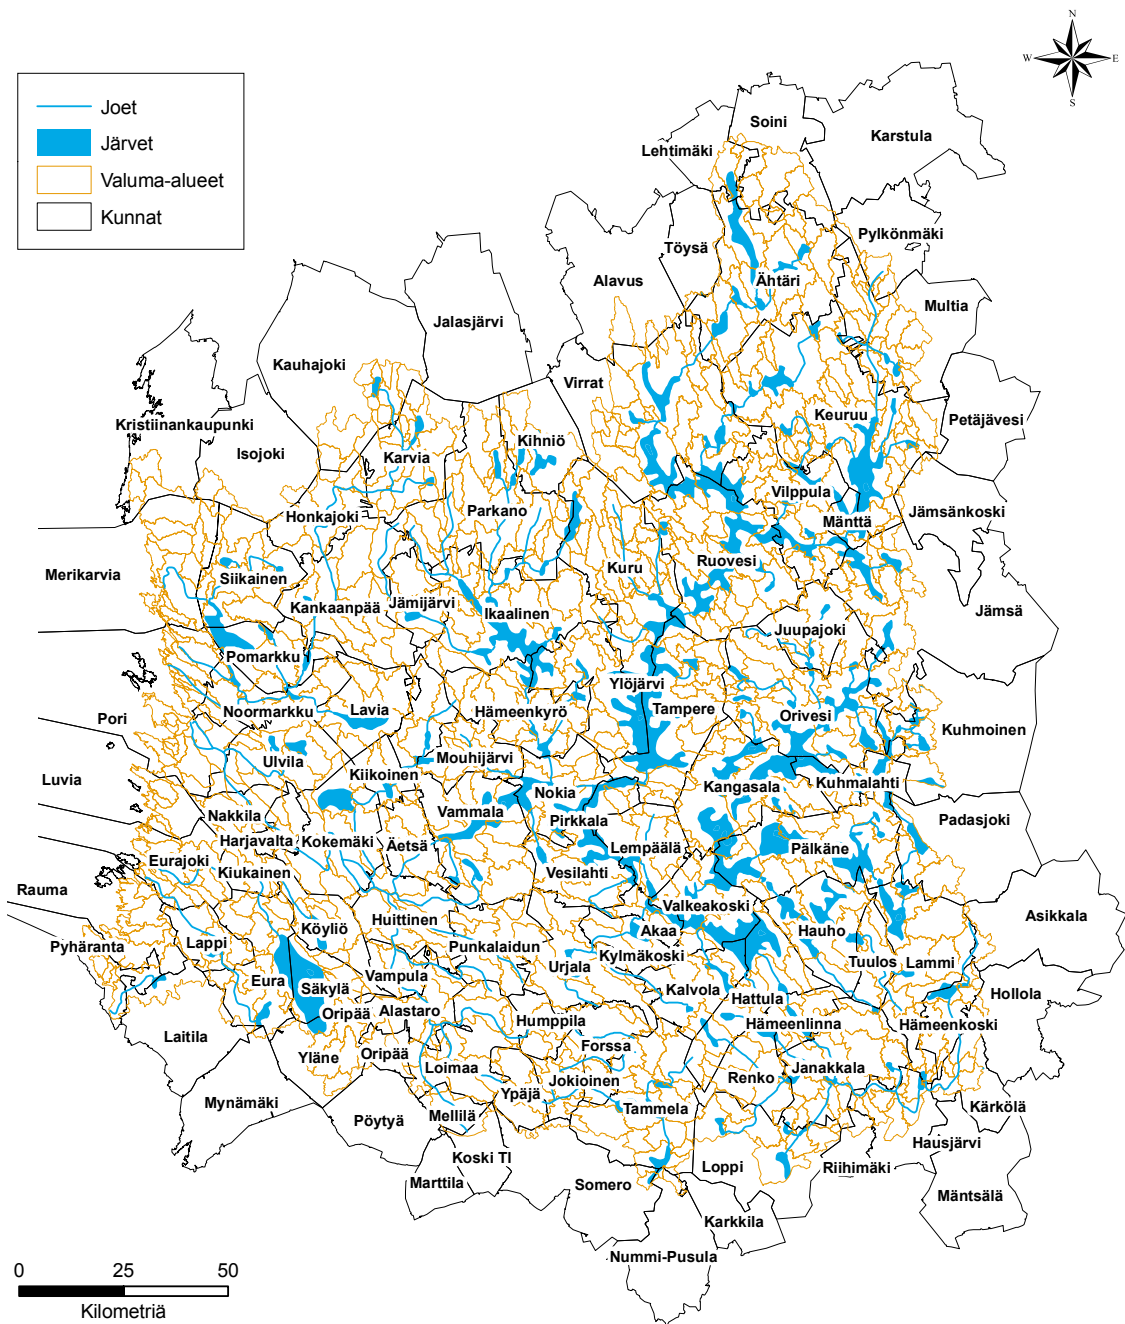 N
W
E
S
Joet
Järvet
Valuma-alueet
Kunnat
Soini
Karstula
Lehtimäki
Pylkönmäki
Töysä
Alavus
Ähtäri
Multia
Jalasjärvi
Kauhajoki
Virrat
Keuruu
Petäjävesi
Kristiinankaupunki
Isojoki
Karvia
Kihniö
Vilppula
Parkano
Honkajoki
Mänttä
Jämsänkoski
Merikarvia
Siikainen
Kuru
Ruovesi
Kankaanpää
Jämijärvi
Ikaalinen
Jämsä
Juupajoki
Pomarkku
Ylöjärvi
Noormarkku
Lavia
Hämeenkyrö
Tampere
Orivesi
Pori
Kuhmoinen
Ulvila
Mouhijärvi
Luvia
Kiikoinen
Nokia
Kangasala
Kuhmalahti
Nakkila
Vammala
Pirkkala
Padasjoki
Harjavalta
Kokemäki
Äetsä
Lempäälä
Pälkäne
Eurajoki
Kiukainen
Vesilahti
Rauma
Valkeakoski
Asikkala
Huittinen
Köyliö
Akaa
Hauho
Pyhäranta
Lappi
Punkalaidun
Kylmäkoski
Urjala
Tuulos
Lammi
Eura
Säkylä
Vampula
Kalvola
Hattula
Hollola
Oripää
Alastaro
Laitila
Humppila
Hämeenlinna
Hämeenkoski
Forssa
Yläne
Oripää
Loimaa
Jokioinen
Renko
Janakkala
Ypäjä
Mynämäki
Pöytyä
Mellilä
Tammela
Kärkölä
Hausjärvi
Koski Tl
Loppi
Riihimäki
Marttila
Somero
Mäntsälä
Karkkila
Nummi-Pusula
0
25
50
Kilometriä